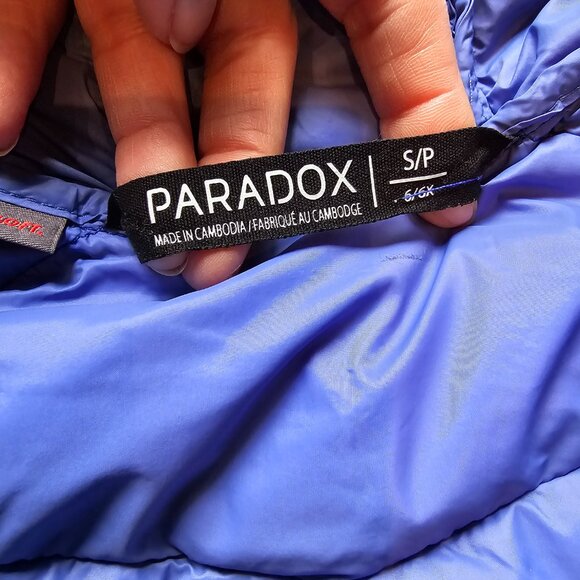 PARADOX
MADE IN CAMBODIA / FABRIQUÉ AU CAMBODGE
S/P
6/6X